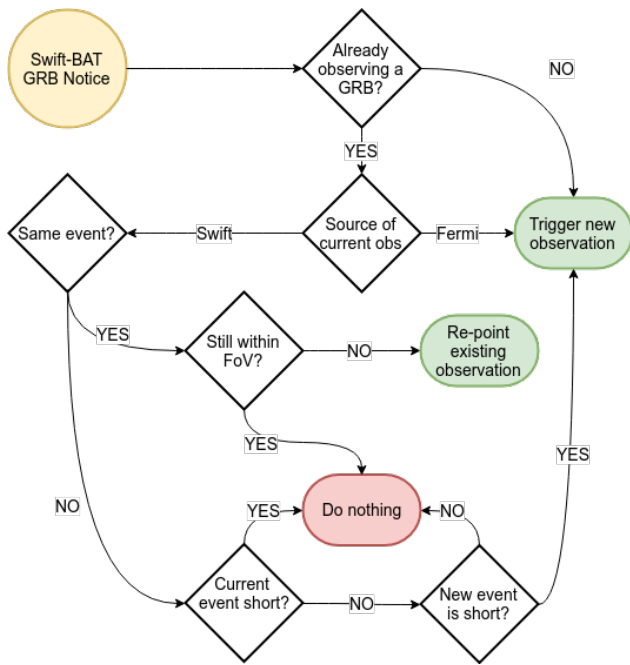 Swift-BAT
GRB Notice
Already
observing a
GRB?
NO
YES
Same event?
Swift
Source of
current obs
Fermi
Trigger new
observation
YES
Still within
FoV?
NO
Re-point
existing
observation
YES
YES
NO
YES
Do nothing
NO
Current
event short?
NO
New event
is short?